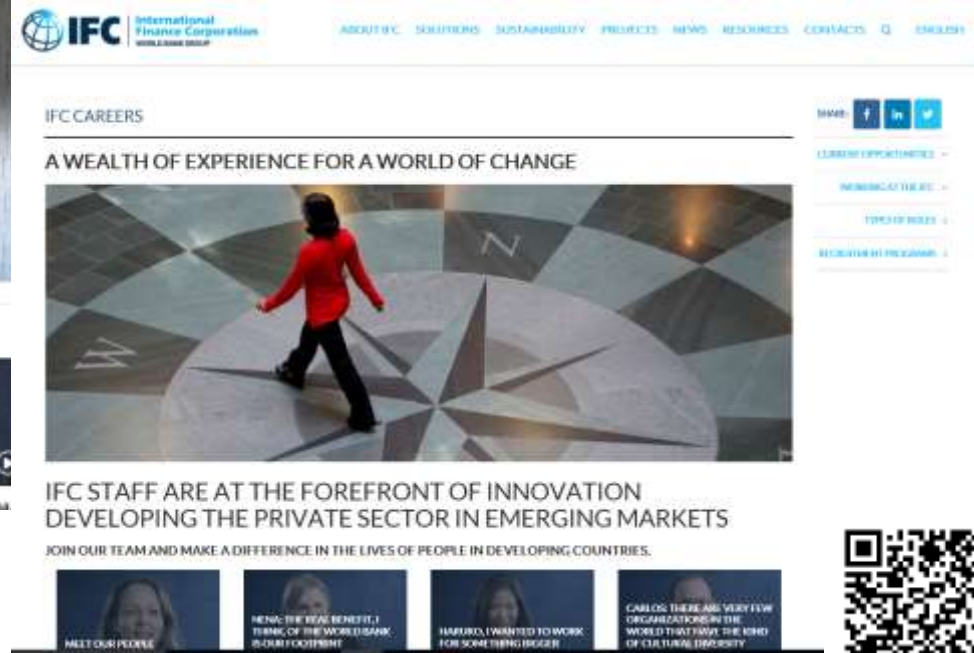 IFC
International
Finance Corporation
WORLD BANK GROUP
ABOUT IFC SOLUTIONS SUSTAINABILITY PROJECTS NEWS RESOURCES CONTACTS ENGLISH
IFC CAREERS
SHARE:
A WEALTH OF EXPERIENCE FOR A WORLD OF CHANGE
CURRENT OPPORTUNITIES
WORKING AT THE IFC
TYPES OF ROLES
RECRUITMENT PROGRAMS
N
W
IFC STAFF ARE AT THE FOREFRONT OF INNOVATION
DEVELOPING THE PRIVATE SECTOR IN EMERGING MARKETS
JOIN OUR TEAM AND MAKE A DIFFERENCE IN THE LIVES OF PEOPLE IN DEVELOPING COUNTRIES.
MEET OUR PEOPLE
NENA: THE REAL BENEFIT, I
THINK, OF THE WORLD BANK
IS OUR FOOTPRINT
HARUKO, I WANTED TO WORK
FOR SOMETHING BIGGER
CARLOS: THERE ARE VERY FEW
ORGANIZATIONS IN THE
WORLD THAT HAVE THE KIND
OF CULTURAL DIVERSITY